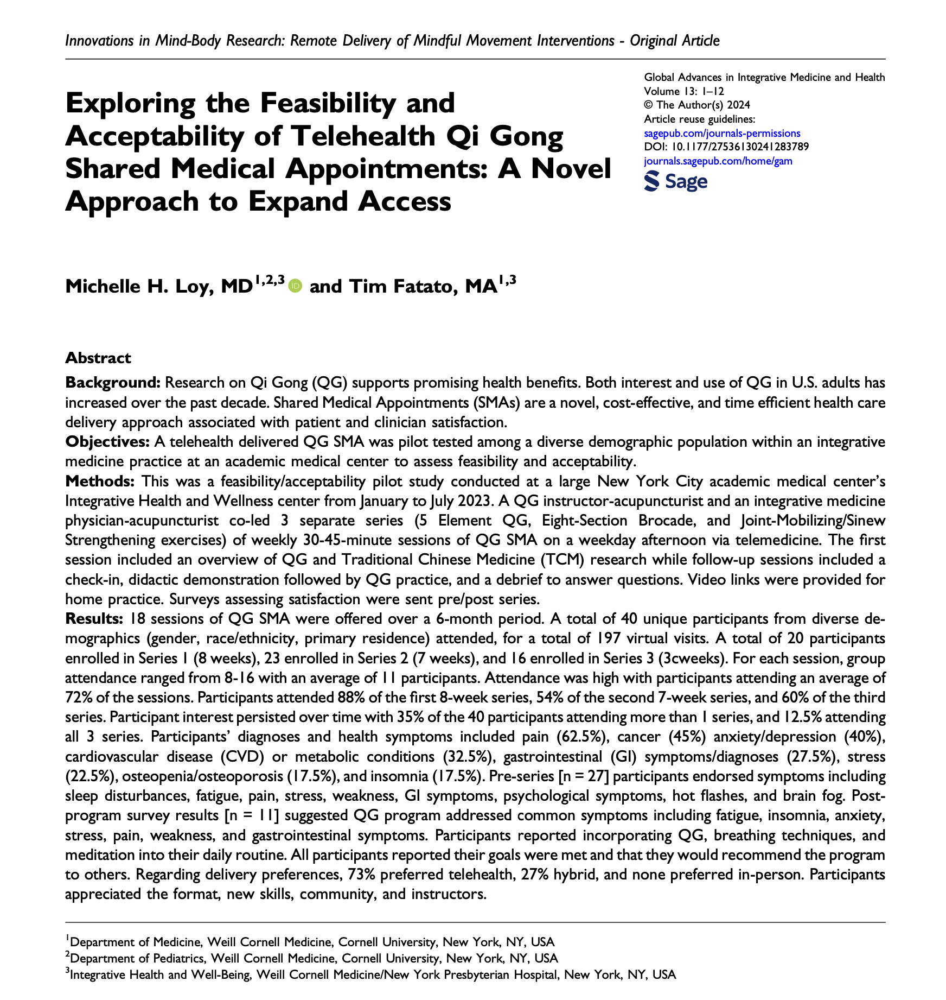 Innovations in Mind-Body Research: Remote Delivery of Mindful Movement Interventions - Original Article
Exploring the Feasibility and
Acceptability of Telehealth Qi Gong
Shared Medical Appointments: A Novel
Approach to Expand Access
Global Advances in Integrative Medicine and Health
Volume 13: 1–12
© The Author(s) 2024
Article reuse guidelines:
sagepub.com/journals-permissions
DOI: 10.1177/27536130241283789
journals.sagepub.com/home/gam
Sage
Michelle H. Loy, MD1,2,3 iD and Tim Fatato, MA1,3
Abstract
Background: Research on Qi Gong (QG) supports promising health benefits. Both interest and use of QG in U.S. adults has
increased over the past decade. Shared Medical Appointments (SMAs) are a novel, cost-effective, and time efficient health care
delivery approach associated with patient and clinician satisfaction.
Objectives: A telehealth delivered QG SMA was pilot tested among a diverse demographic population within an integrative
medicine practice at an academic medical center to assess feasibility and acceptability.
Methods: This was a feasibility/acceptability pilot study conducted at a large New York City academic medical center's
Integrative Health and Wellness center from January to July 2023. A QG instructor-acupuncturist and an integrative medicine
physician-acupuncturist co-led 3 separate series (5 Element QG, Eight-Section Brocade, and Joint-Mobilizing/Sinew
Strengthening exercises) of weekly 30-45-minute sessions of QG SMA on a weekday afternoon via telemedicine. The first
session included an overview of QG and Traditional Chinese Medicine (TCM) research while follow-up sessions included a
check-in, didactic demonstration followed by QG practice, and a debrief to answer questions. Video links were provided for
home practice. Surveys assessing satisfaction were sent pre/post series.
Results: 18 sessions of QG SMA were offered over a 6-month period. A total of 40 unique participants from diverse de-
mographics (gender, race/ethnicity, primary residence) attended, for a total of 197 virtual visits. A total of 20 participants
enrolled in Series 1 (8 weeks), 23 enrolled in Series 2 (7 weeks), and 16 enrolled in Series 3 (3cweeks). For each session, group
attendance ranged from 8-16 with an average of 11 participants. Attendance was high with participants attending an average of
72% of the sessions. Participants attended 88% of the first 8-week series, 54% of the second 7-week series, and 60% of the third
series. Participant interest persisted over time with 35% of the 40 participants attending more than 1 series, and 12.5% attending
all 3 series. Participants' diagnoses and health symptoms included pain (62.5%), cancer (45%) anxiety/depression (40%),
cardiovascular disease (CVD) or metabolic conditions (32.5%), gastrointestinal (GI) symptoms/diagnoses (27.5%), stress
(22.5%), osteopenia/osteoporosis (17.5%), and insomnia (17.5%). Pre-series [n = 27] participants endorsed symptoms including
sleep disturbances, fatigue, pain, stress, weakness, GI symptoms, psychological symptoms, hot flashes, and brain fog. Post-
program survey results [n = 11] suggested QG program addressed common symptoms including fatigue, insomnia, anxiety,
stress, pain, weakness, and gastrointestinal symptoms. Participants reported incorporating QG, breathing techniques, and
meditation into their daily routine. All participants reported their goals were met and that they would recommend the program
to others. Regarding delivery preferences, 73% preferred telehealth, 27% hybrid, and none preferred in-person. Participants
appreciated the format, new skills, community, and instructors.
1Department of Medicine, Weill Cornell Medicine, Cornell University, New York, NY, USA
2Department of Pediatrics, Weill Cornell Medicine, Cornell University, New York, NY, USA
3Integrative Health and Well-Being, Weill Cornell Medicine/New York Presbyterian Hospital, New York, NY, USA